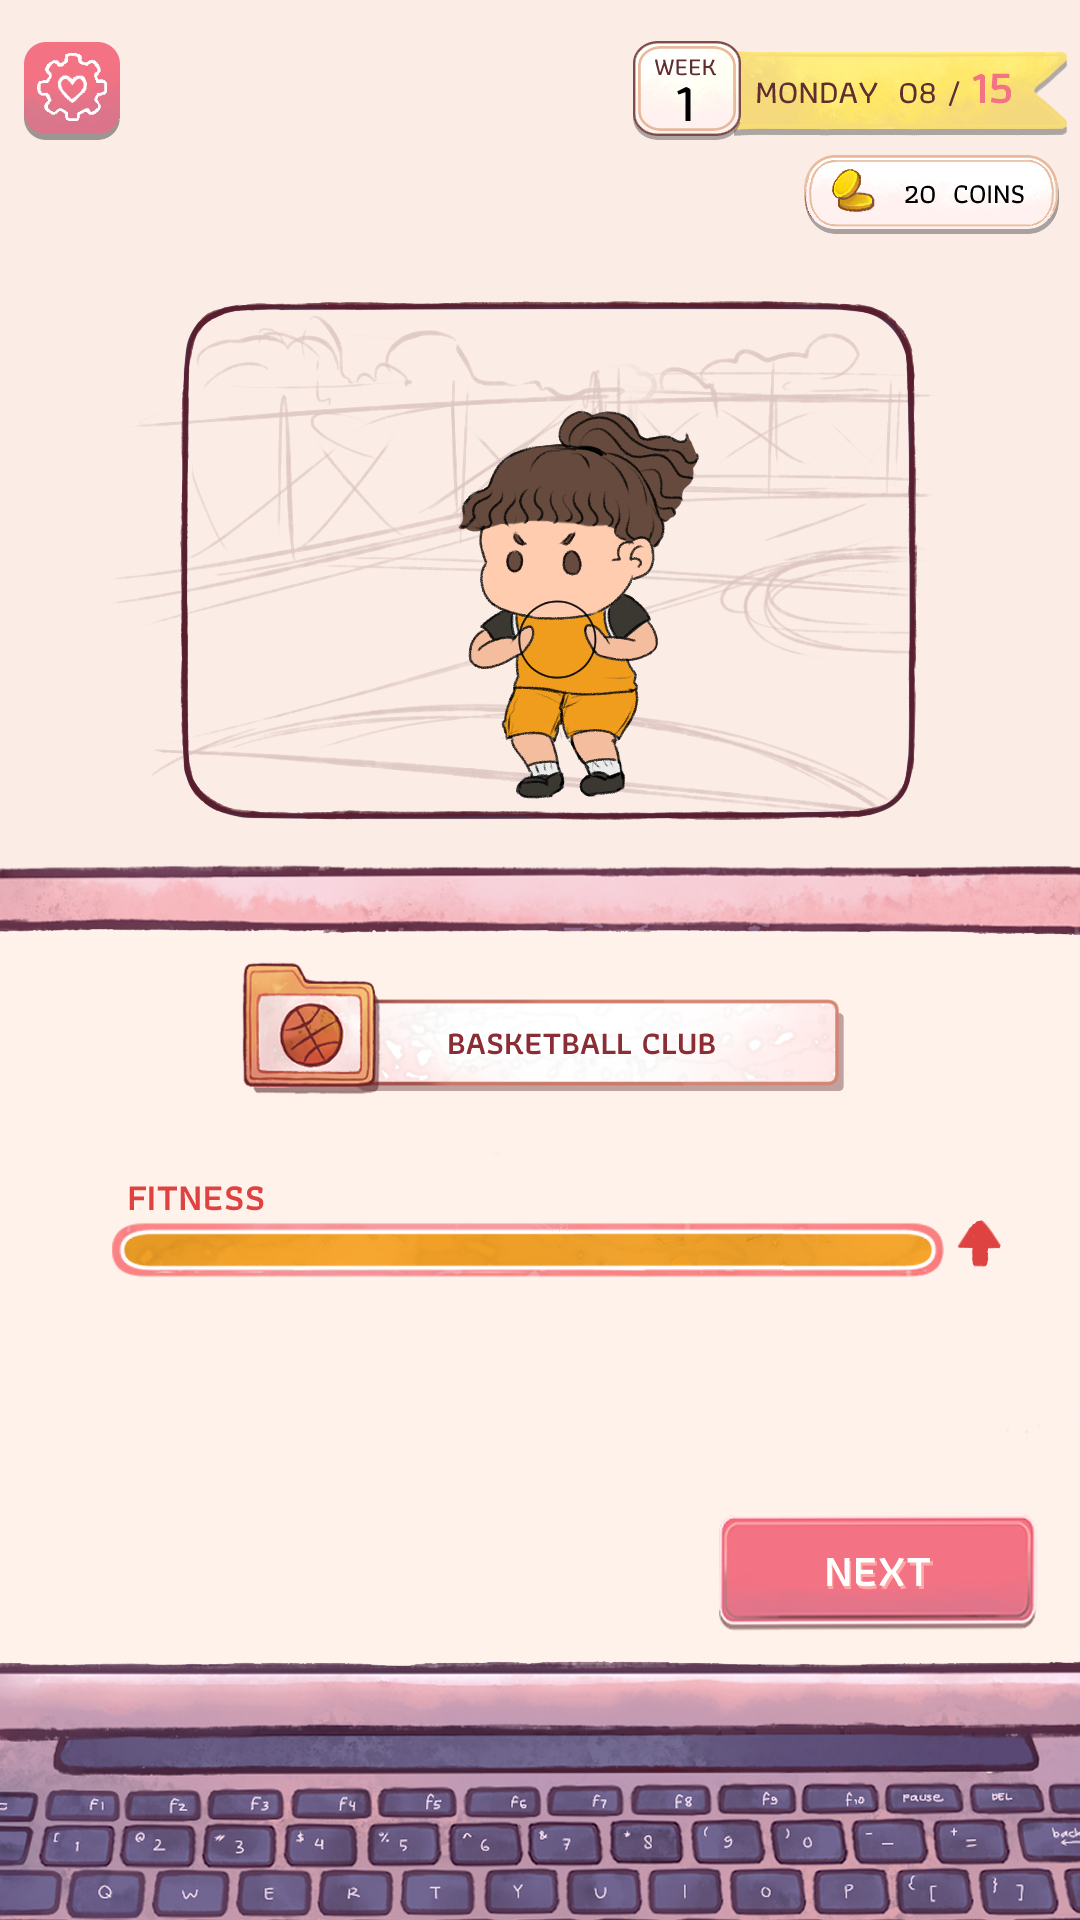 WEEK
1
MONDAY 08 / 15
20 COINS
BASKETBALL CLUB
FITNESS
NEXT
= F1 F2 F3 F4 F5 F6 F7 F8 F9 F10 pause DEL
[ 1 @ 2 # 3 $ 4 % 5 ^ 6 & 7 * 8 ( 9 ) 0 - _ + = back
Q W E R T Y U I O P { [ } ]